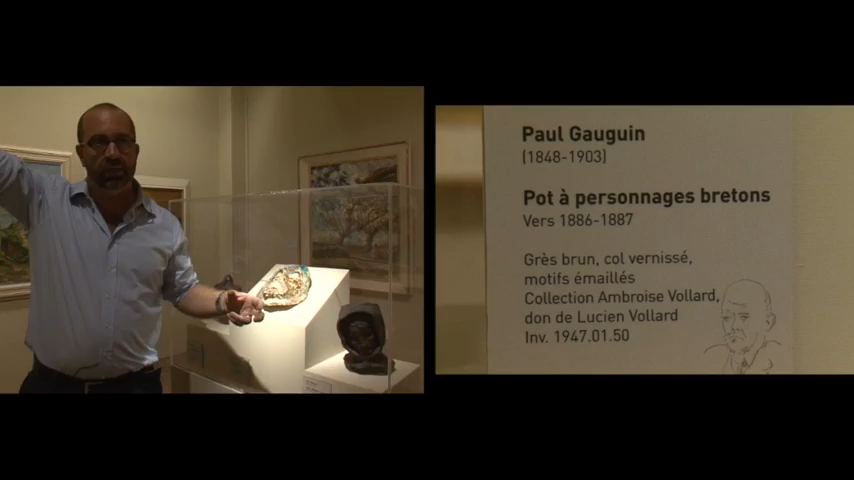 Paul Gauguin
(1848-1903)
Pot à personnages bretons
Vers 1886-1887
Grès brun, col vernissé,
motifs émaillés
Collection Ambroise Vollard,
don de Lucien Vollard
Inv. 1947.01.50